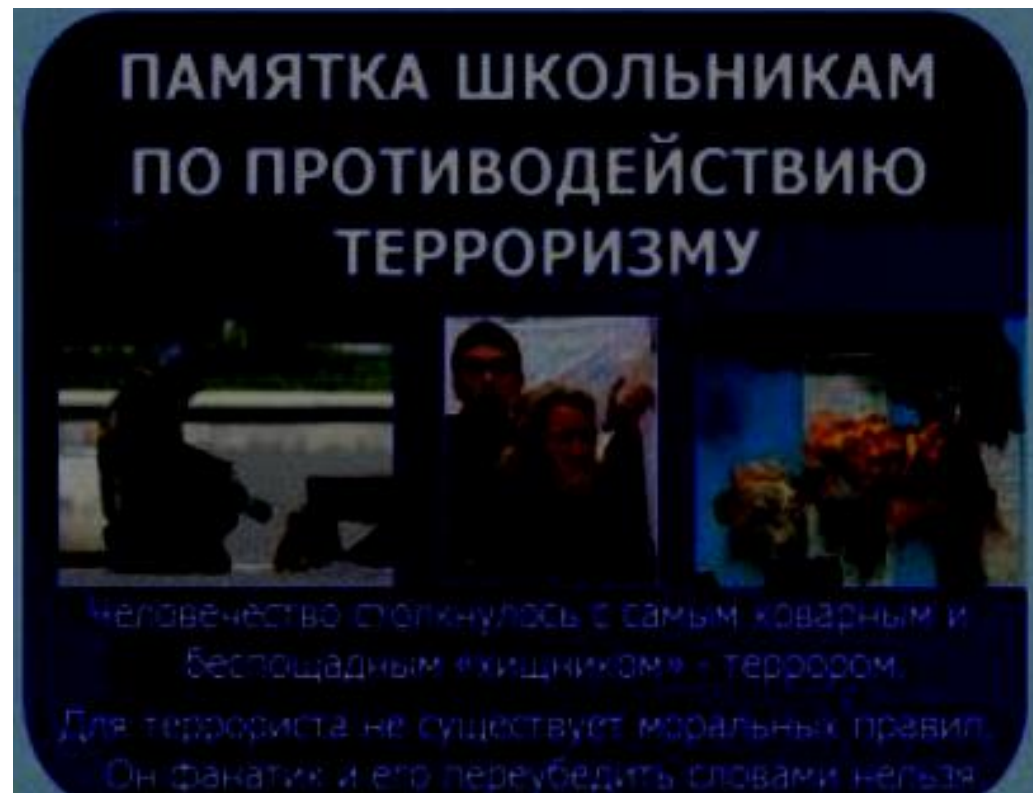 ПАМЯТКА ШКОЛЬНИКАМ
ПО ПРОТИВОДЕЙСТВИЮ
ТЕРРОРИЗМУ
Человечество столкнулось с самым коварным и
беспощадным «хищником» - террором.
Для террориста не существует моральных правил.
Он фанатик и его переубедить словами нельзя